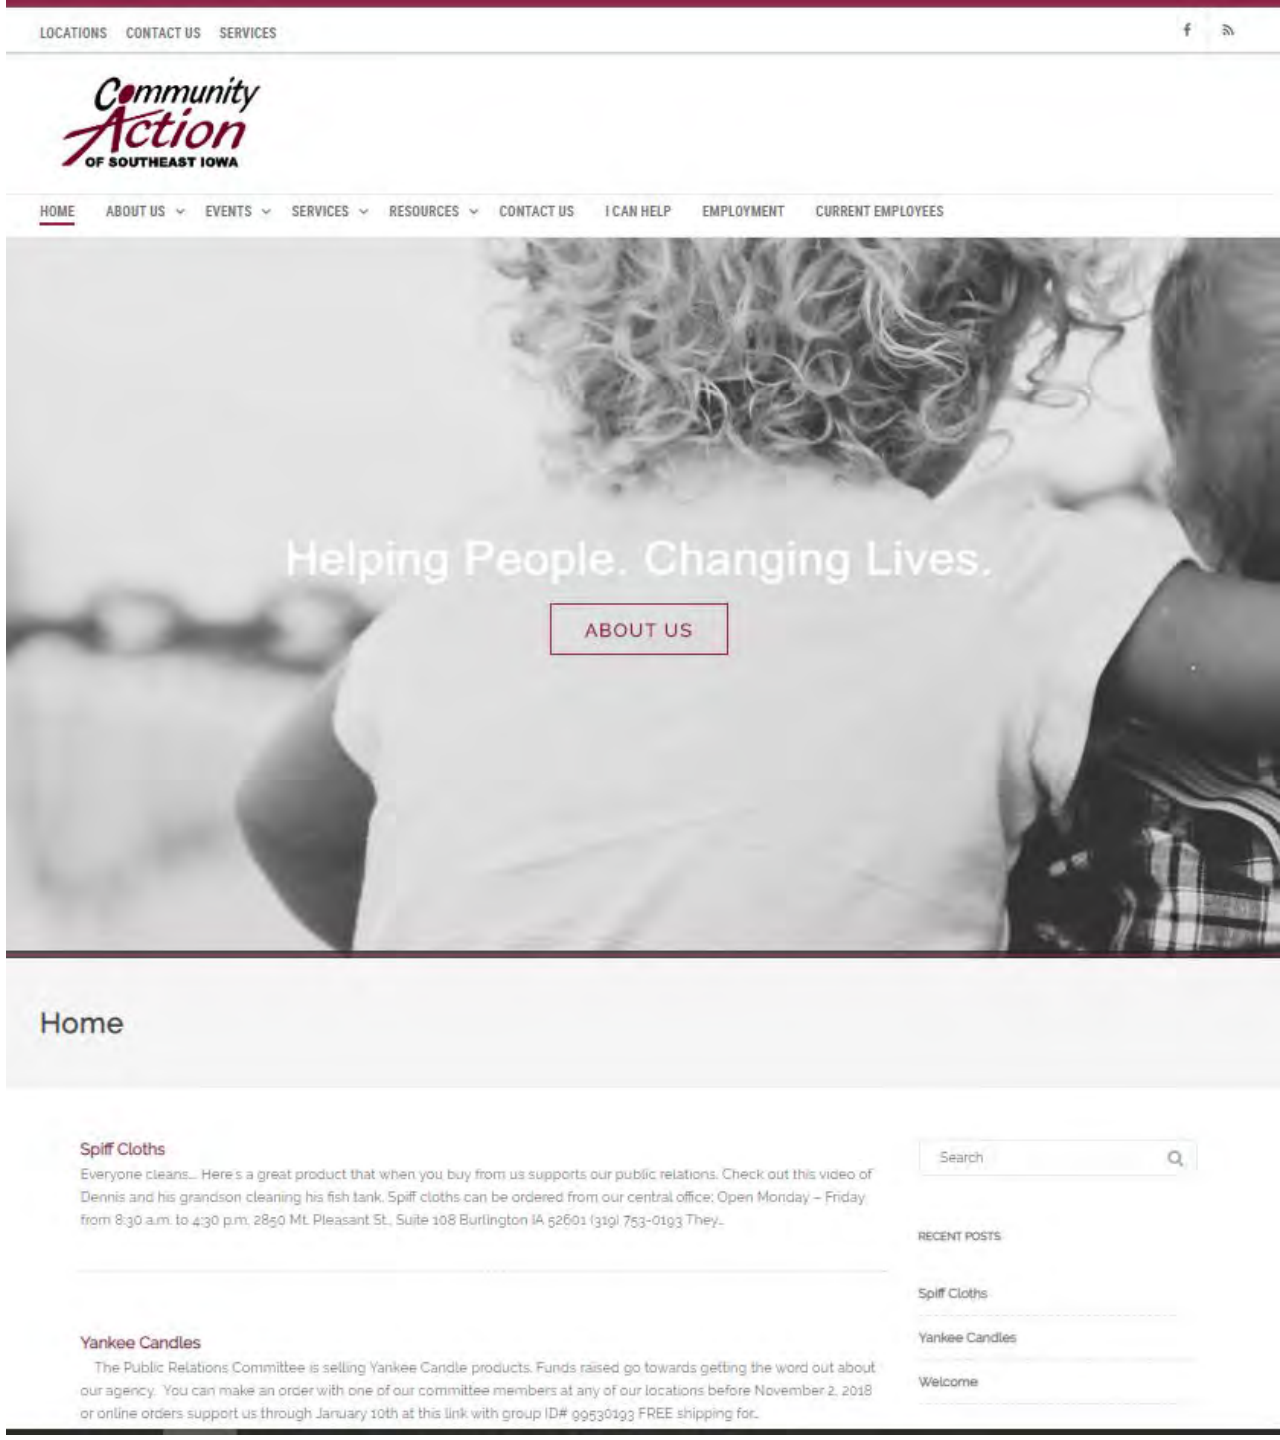 LOCATIONS CONTACT US SERVICES
Community
Action
OF SOUTHEAST IOWA
HOME ABOUT US EVENTS SERVICES RESOURCES CONTACT US I CAN HELP EMPLOYMENT CURRENT EMPLOYEES
Helping People. Changing Lives.
ABOUT US
Home
Spiff Cloths
Everyone cleans... Here's a great product that when you buy from us supports our public relations. Check out this video of
Dennis and his grandson cleaning his fish tank. Spiff cloths can be ordered from our central office: Open Monday – Friday
from 8:30 a.m. to 4:30 p.m. 2850 Mt. Pleasant St., Suite 108 Burlington IA 52601 (319) 753-0193 They...
Yankee Candles
The Public Relations Committee is selling Yankee Candle products. Funds raised go towards getting the word out about
our agency. You can make an order with one of our committee members at any of our locations before November 2, 2018
or online orders support us through January 10th at this link with group ID# 99530193 FREE shipping for...
Search
RECENT POSTS
Spiff Cloths
Yankee Candles
Welcome